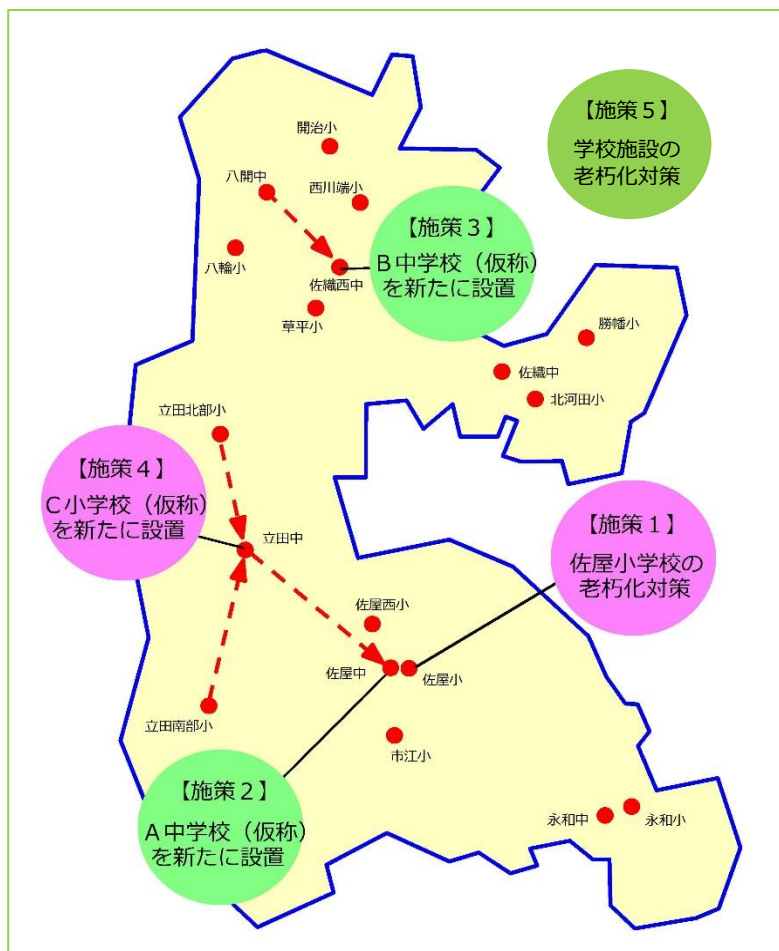 【施策５】
学校施設の
老朽化対策
開治小
八開中
西川端小
【施策３】
Ｂ中学校（仮称）
を新たに設置
八輪小
佐織西中
草平小
勝幡小
佐織中
北河田小
立田北部小
【施策４】
Ｃ小学校（仮称）
を新たに設置
立田中
【施策１】
佐屋小学校の
老朽化対策
佐屋西小
佐屋中
佐屋小
立田南部小
市江小
【施策２】
Ａ中学校（仮称）
を新たに設置
永和中
永和小